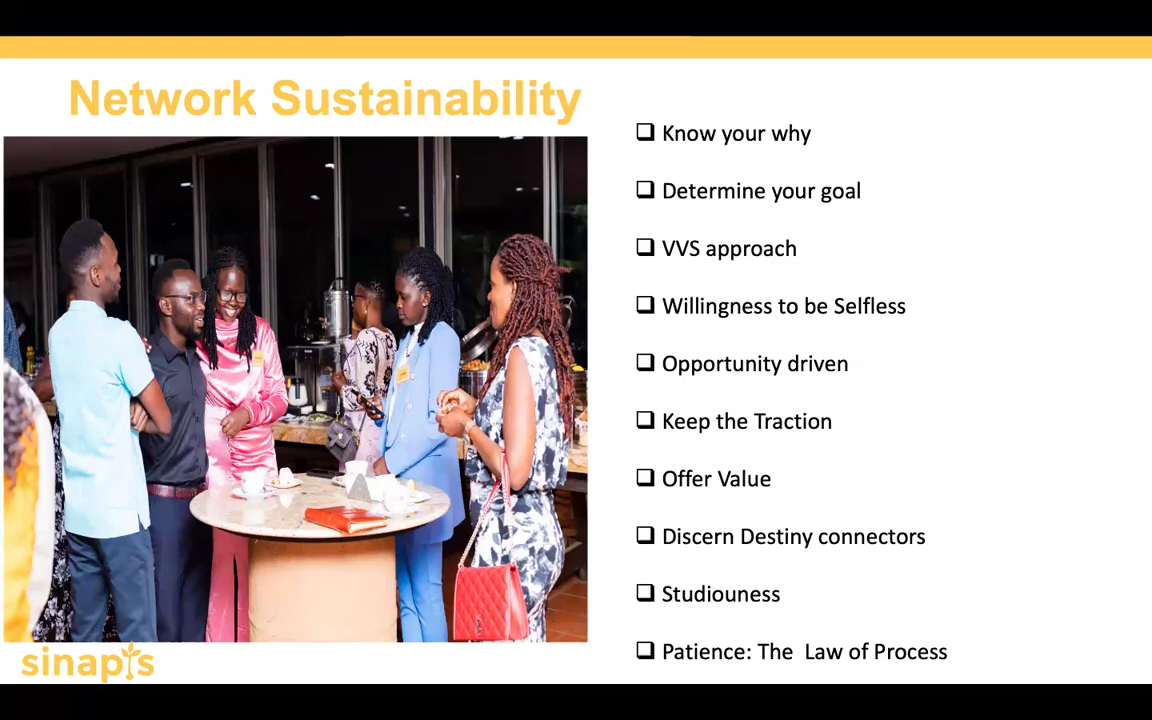 Network Sustainability
Know your why
Determine your goal
VVS approach
Willingness to be Selfless
Opportunity driven
Keep the Traction
Offer Value
Discern Destiny connectors
Studiouness
Patience: The  Law of Process
sinapis